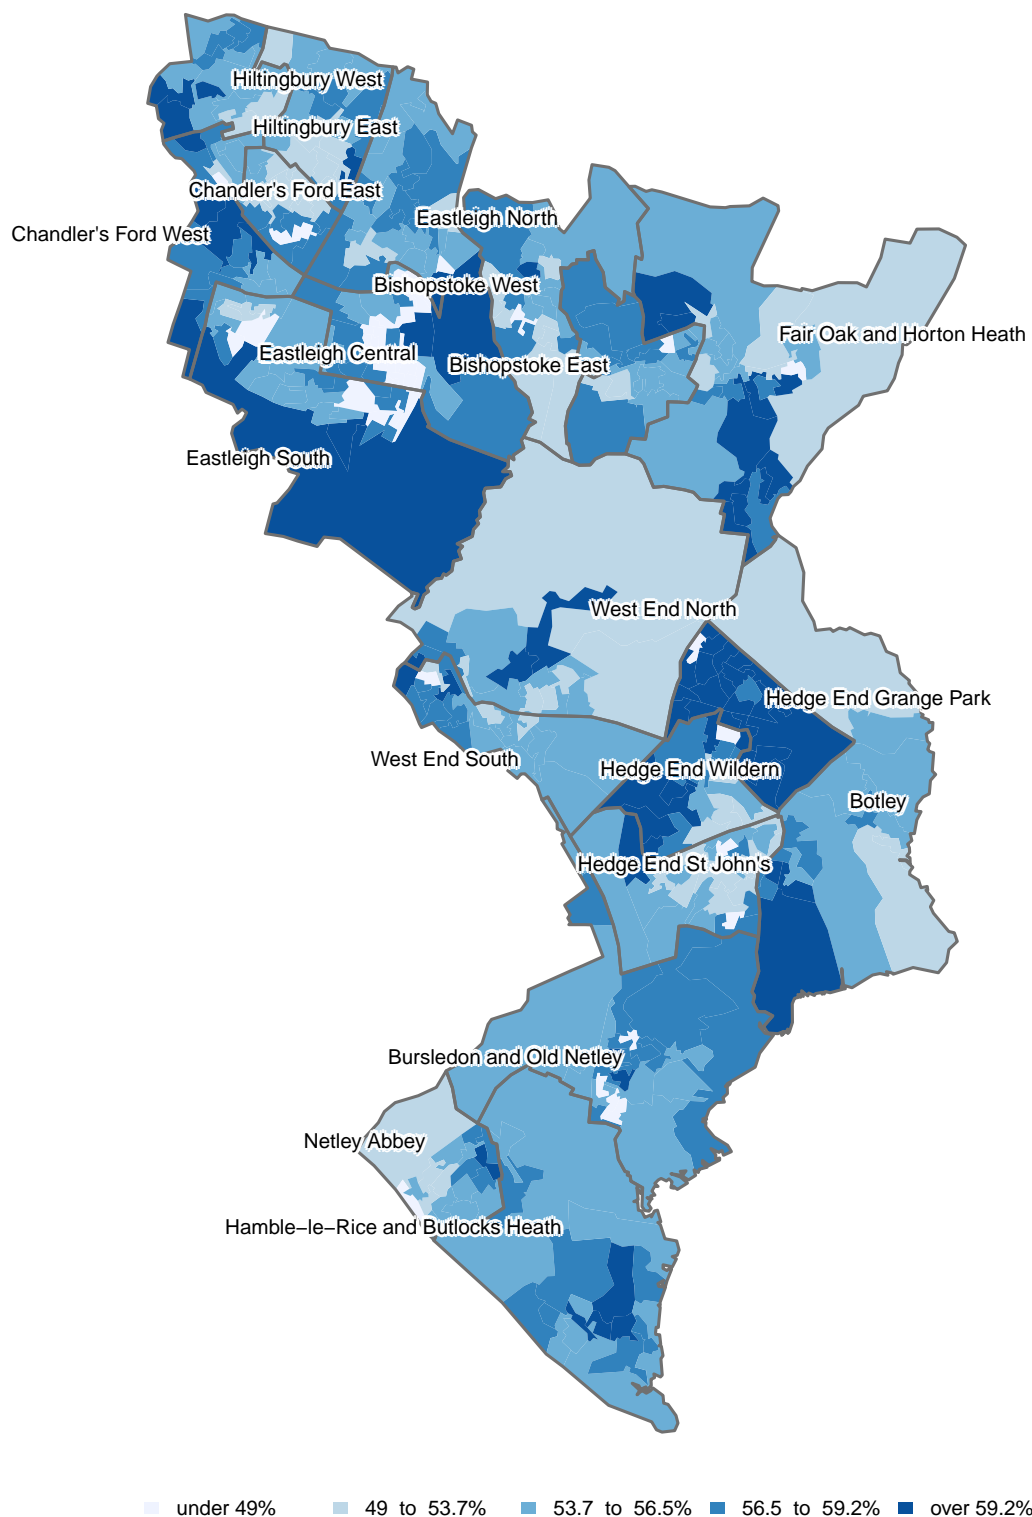 Hiltingbury West
Hiltingbury East
Chandler's Ford East
Eastleigh North
Chandler's Ford West
Bishopstoke West
Fair Oak and Horton Heath
Eastleigh Central
Bishopstoke East
Eastleigh South
West End North
Hedge End Grange Park
West End South
Hedge End Wildern
Botley
Hedge End St John's
Bursledon and Old Netley
Netley Abbey
Hamble−le−Rice and Butlocks Heath
under 49% 49 to 53.7% 53.7 to 56.5% 56.5 to 59.2% over 59.2%